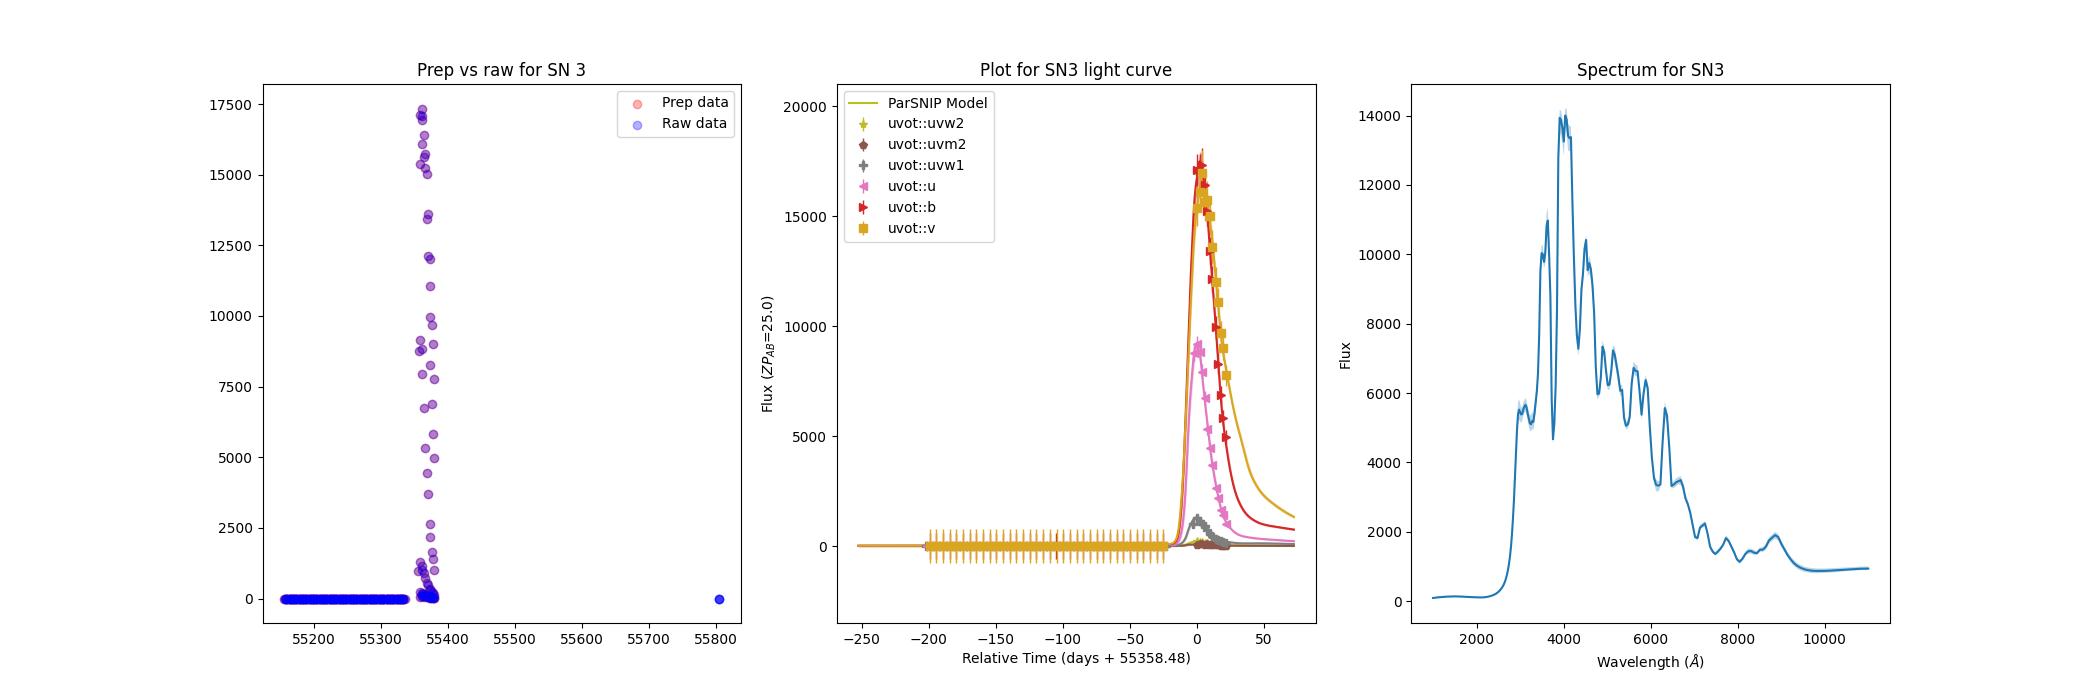 Prep vs raw for SN 3
17500
15000
12500
10000
7500
5000
2500
0
55200 55300 55400 55500 55600 55700 55800
Prep data
Raw data
Plot for SN3 light curve
Flux (ZP_AB=25.0)
20000
15000
10000
5000
0
−250 −200 −150 −100 −50 0 50
Relative Time (days + 55358.48)
ParSNIP Model
uvot::uvw2
uvot::uvm2
uvot::uvw1
uvot::u
uvot::b
uvot::v
Spectrum for SN3
Flux
14000
12000
10000
8000
6000
4000
2000
0
2000 4000 6000 8000 10000
Wavelength (Å)